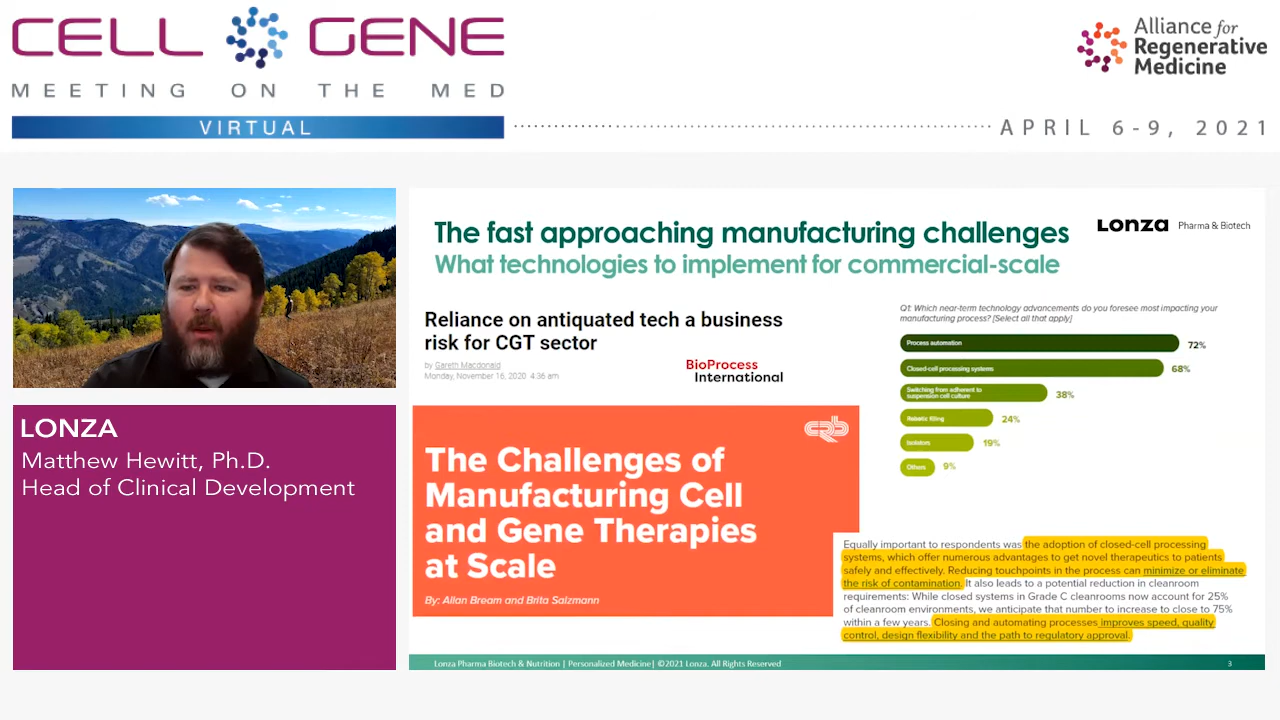 CELL GENE
MEETING ON THE MED
VIRTUAL
Alliance for
Regenerative
Medicine
APRIL 6-9, 2021
LONZA
Matthew Hewitt, Ph.D.
Head of Clinical Development
The fast approaching manufacturing challenges
What technologies to implement for commercial-scale
Lonza Pharma & Biotech
Reliance on antiquated tech a business
risk for CGT sector
by Gareth Macdonald
Monday, November 16, 2020 4:36 am
BioProcess
International
CRB
The Challenges of
Manufacturing Cell
and Gene Therapies
at Scale
By: Allan Bream and Brita Salzmann
Q1: Which near-term technology advancements do you foresee most impacting your
manufacturing process? [Select all that apply]
Process automation 72%
Closed-cell processing systems 68%
Switching from adherent to
suspension cell culture 38%
Robotic filling 24%
Isolators 19%
Others 9%
Equally important to respondents was the adoption of closed-cell processing
systems, which offer numerous advantages to get novel therapeutics to patients
safely and effectively. Reducing touchpoints in the process can minimize or eliminate
the risk of contamination. It also leads to a potential reduction in cleanroom
requirements: While closed systems in Grade C cleanrooms now account for 25%
of cleanroom environments, we anticipate that number to increase to close to 75%
within a few years. Closing and automating processes improves speed, quality
control, design flexibility and the path to regulatory approval.
Lonza Pharma Biotech & Nutrition | Personalized Medicine| ©2021 Lonza. All Rights Reserved
3